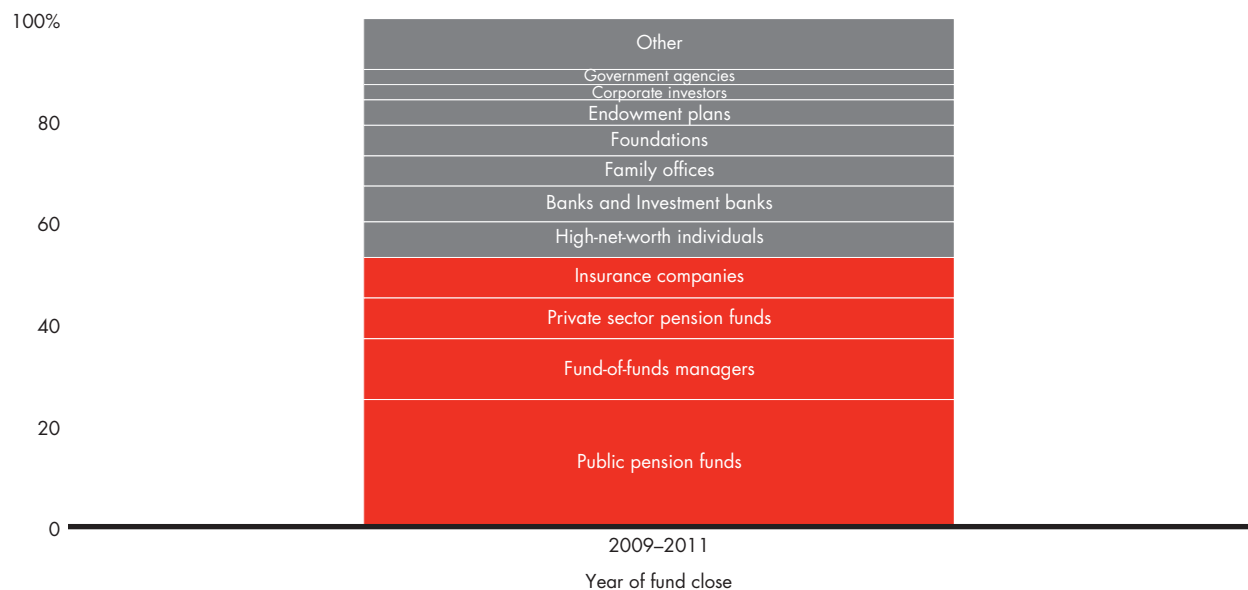 100%
Other
Government agencies
Corporate investors
80
Endowment plans
Foundations
Family offices
Banks and Investment banks
60
High-net-worth individuals
Insurance companies
40
Private sector pension funds
Fund-of-funds managers
20
Public pension funds
0
2009–2011
Year of fund close